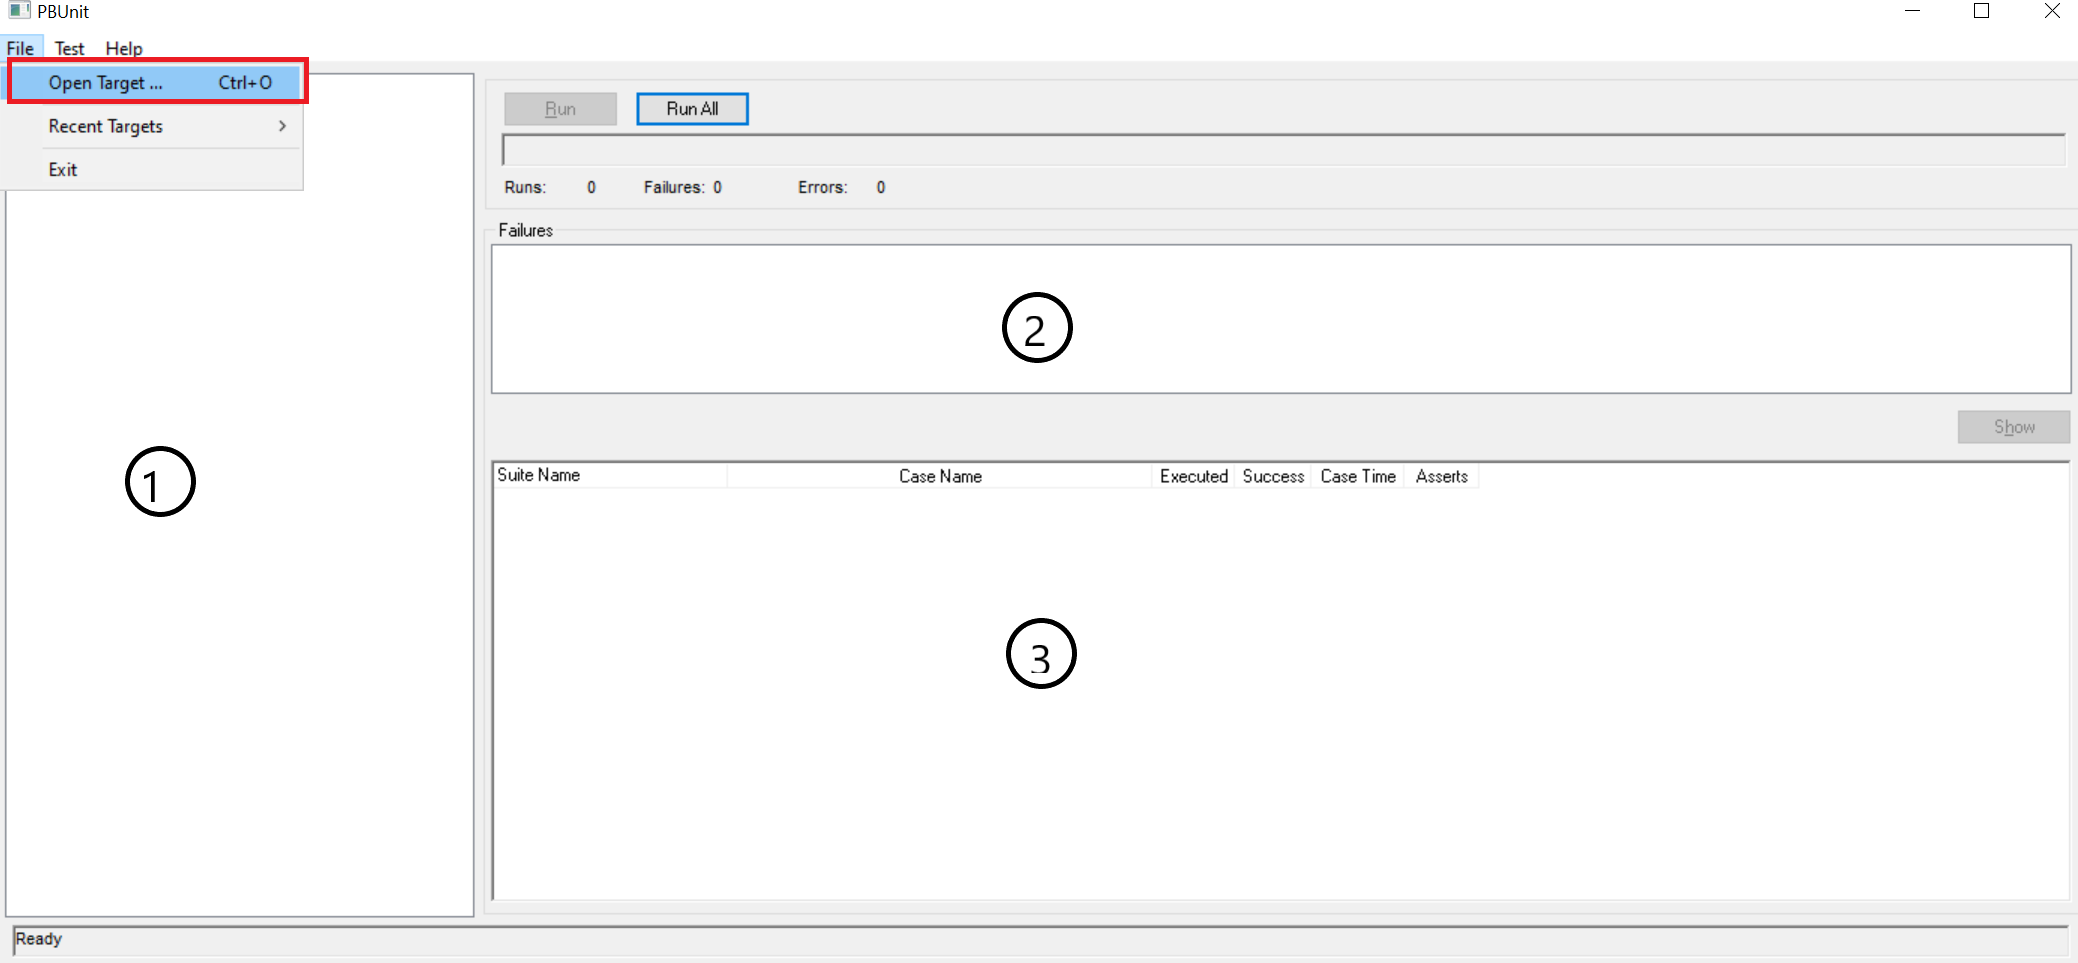 PBUnit
File Test Help
Open Target ... Ctrl+O
Recent Targets
Exit
Run Run All
Runs: 0 Failures: 0 Errors: 0
Failures
2
Show
1
Suite Name Case Name Executed Success Case Time Asserts
3
Ready